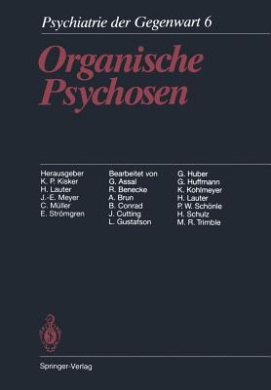 Psychiatrie der Gegenwart 6
Organische
Psychosen
Herausgeber
K. P. Kisker
H. Lauter
J.-E. Meyer
C. Müller
E. Strömgren
Bearbeitet von
G. Assal
R. Benecke
A. Brun
B. Conrad
J. Cutting
L. Gustafson
G. Huber
G. Huffmann
K. Kohlmeyer
H. Lauter
P. W. Schönle
H. Schulz
M. R. Trimble
Springer-Verlag